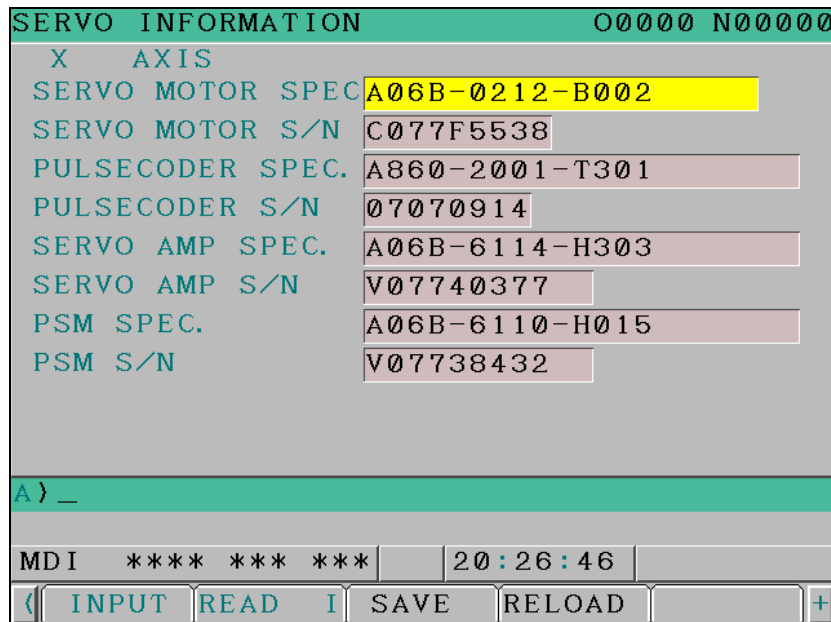 SERVO INFORMATION O0000 N00000
X AXIS
SERVO MOTOR SPEC A06B-0212-B002
SERVO MOTOR S/N C077F5538
PULSECODER SPEC. A860-2001-T301
PULSECODER S/N 07070914
SERVO AMP SPEC. A06B-6114-H303
SERVO AMP S/N V07740377
PSM SPEC. A06B-6110-H015
PSM S/N V07738432
A)_
MDI **** *** *** 20:26:46
( INPUT READ I SAVE RELOAD +